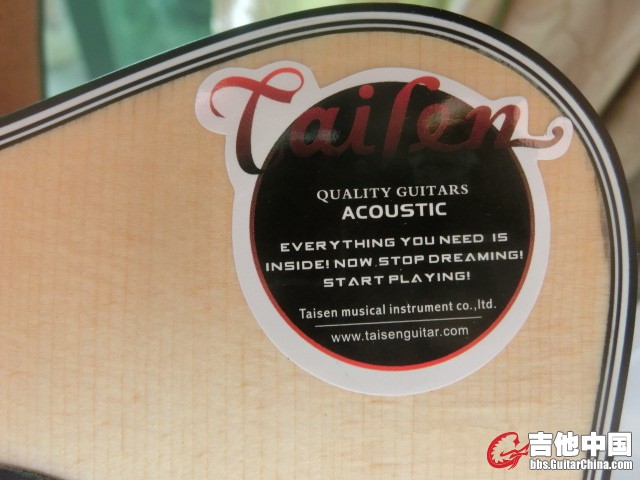 Taisen
QUALITY GUITARS
ACOUSTIC
EVERYTHING YOU NEED IS
INSIDE! NOW STOP DREAMING!
START PLAYING!
Taisen musical instrument co.,ltd.
www.taisenguitar.com
吉他中国
bbs.GuitarChina.com